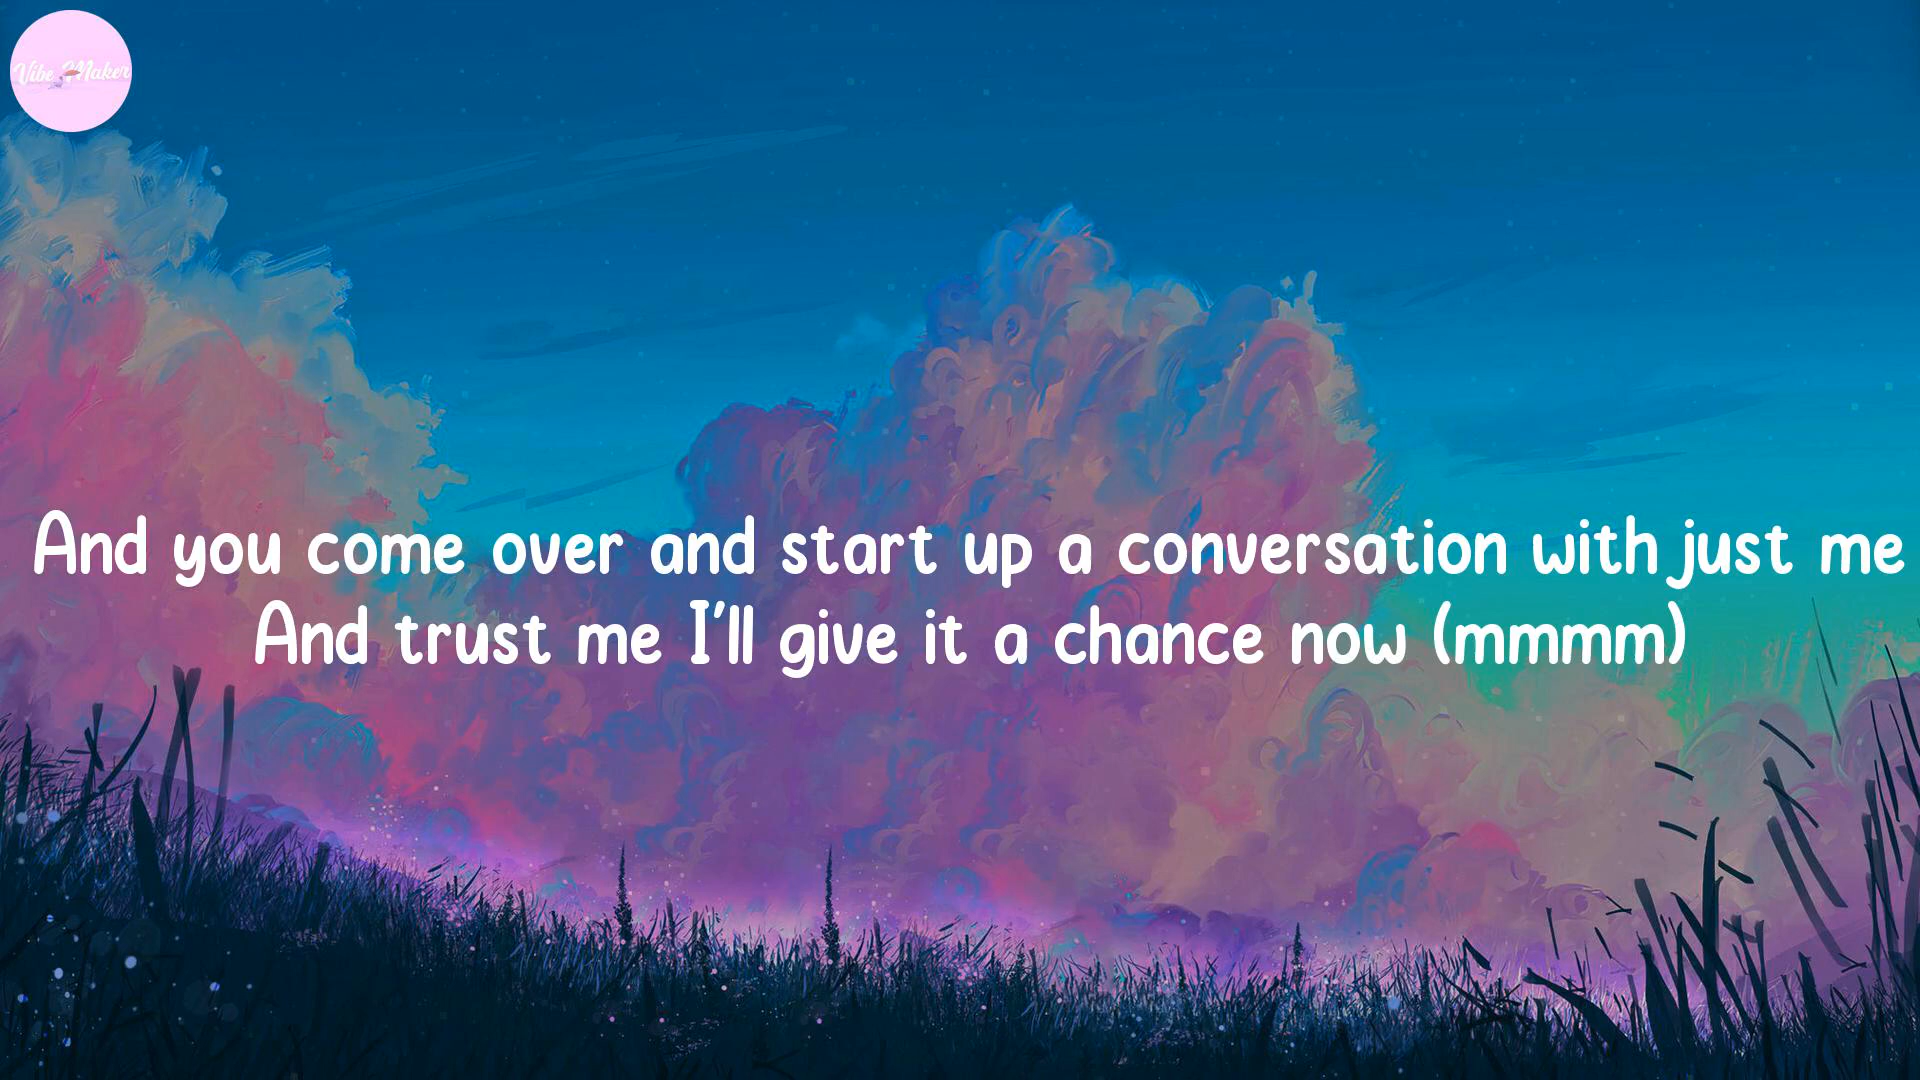 Vibe Maker
And you come over and start up a conversation with just me
And trust me I'll give it a chance now (mmmm)